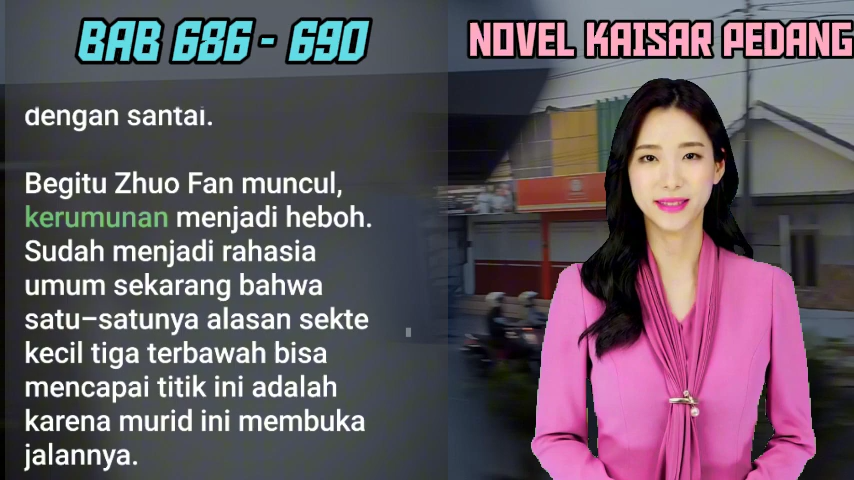 BAB 686 - 690
NOVEL KAISAR PEDANG
dengan santai.
Begitu Zhuo Fan muncul,
kerumunan menjadi heboh.
Sudah menjadi rahasia
umum sekarang bahwa
satu–satunya alasan sekte
kecil tiga terbawah bisa
mencapai titik ini adalah
karena murid ini membuka
jalannya.